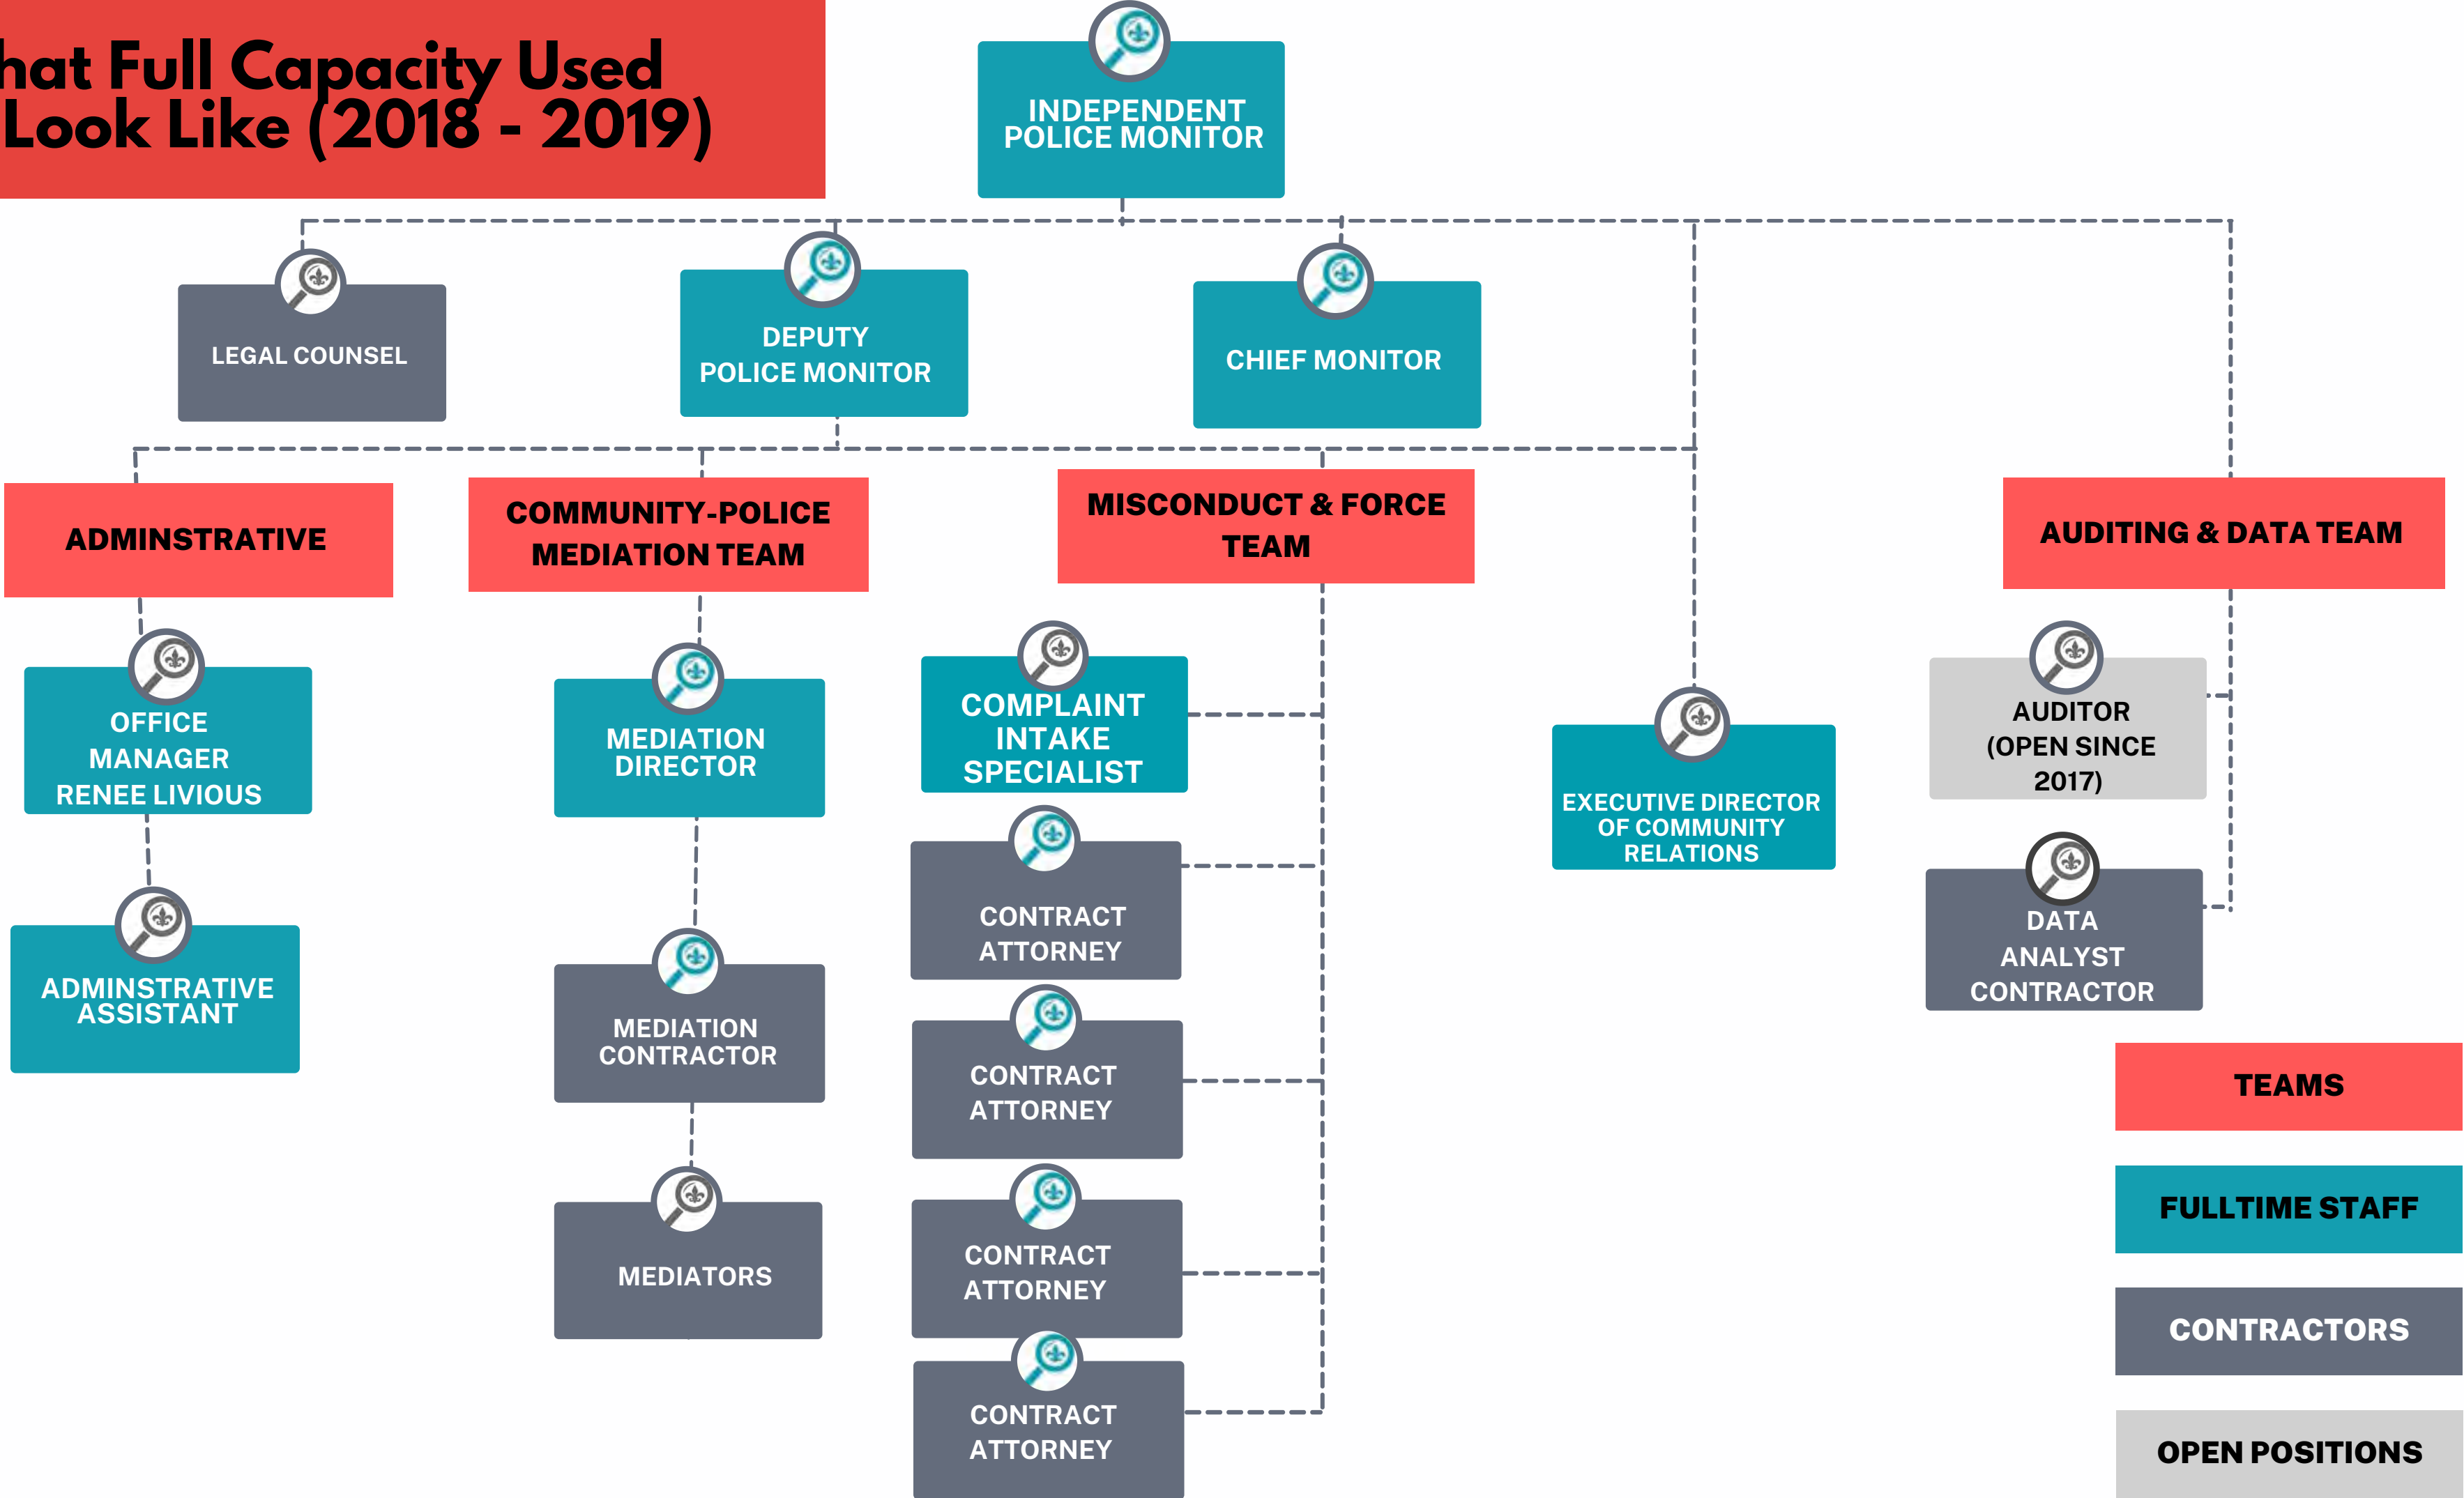 hat Full Capacity Used
Look Like (2018 - 2019)
INDEPENDENT
POLICE MONITOR
LEGAL COUNSEL
DEPUTY
POLICE MONITOR
CHIEF MONITOR
ADMINSTRATIVE
COMMUNITY-POLICE
MEDIATION TEAM
MISCONDUCT & FORCE
TEAM
AUDITING & DATA TEAM
OFFICE
MANAGER
RENEE LIVIOUS
ADMINSTRATIVE
ASSISTANT
MEDIATION
DIRECTOR
MEDIATION
CONTRACTOR
MEDIATORS
COMPLAINT
INTAKE
SPECIALIST
CONTRACT
ATTORNEY
CONTRACT
ATTORNEY
CONTRACT
ATTORNEY
CONTRACT
ATTORNEY
EXECUTIVE DIRECTOR
OF COMMUNITY
RELATIONS
AUDITOR
(OPEN SINCE
2017)
DATA
ANALYST
CONTRACTOR
TEAMS
FULLTIME STAFF
CONTRACTORS
OPEN POSITIONS